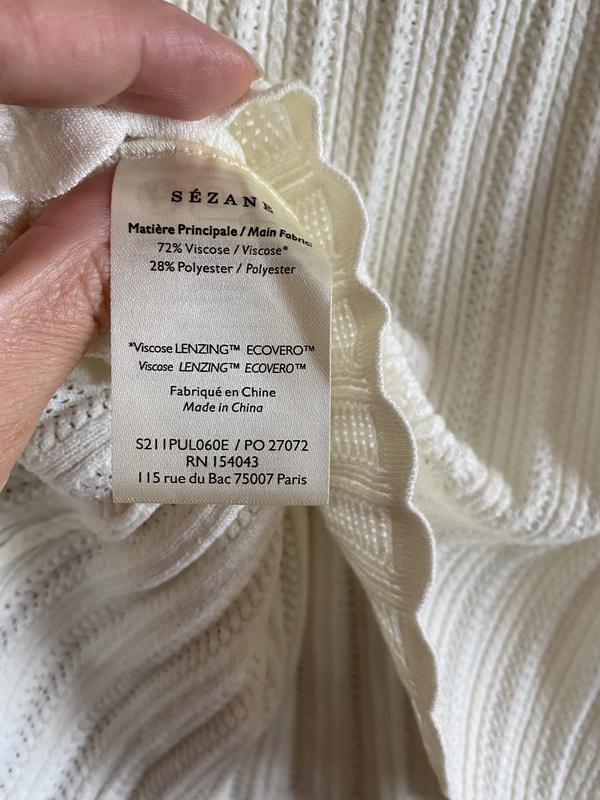 SÉZANE
Matière Principale / Main Fabric
72% Viscose / Viscose*
28% Polyester / Polyester
*Viscose LENZING™ ECOVERO™
Viscose LENZING™ ECOVERO™
Fabriqué en Chine
Made in China
S211PUL060E / PO 27072
RN 154043
115 rue du Bac 75007 Paris